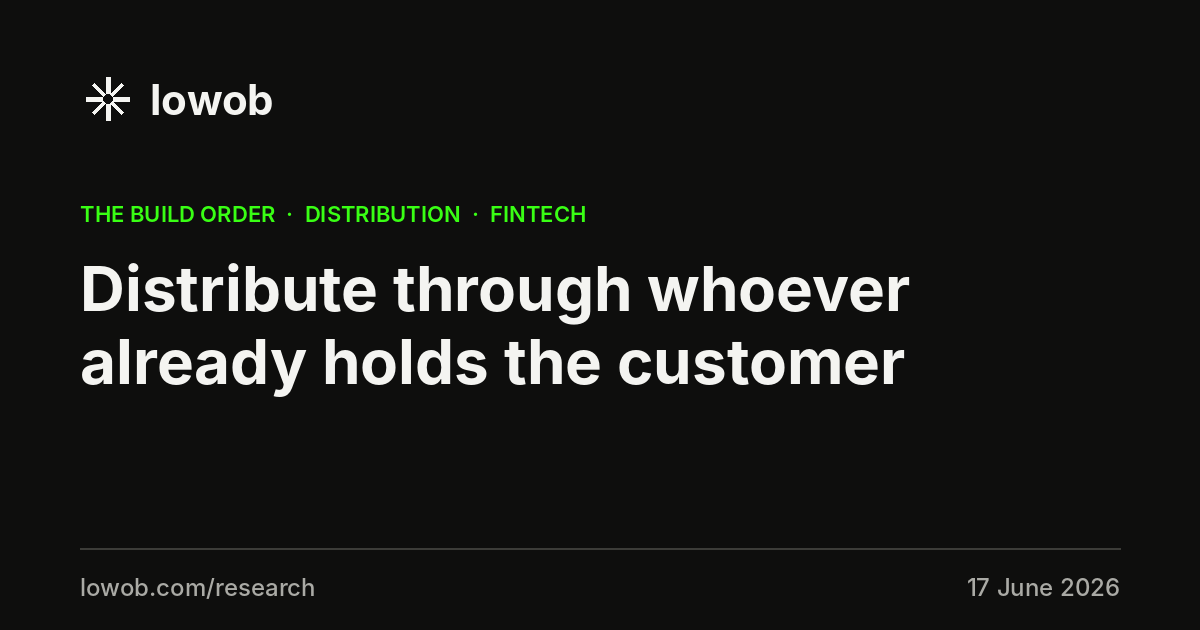 lowob
THE BUILD ORDER · DISTRIBUTION · FINTECH
Distribute through whoever
already holds the customer
lowob.com/research
17 June 2026